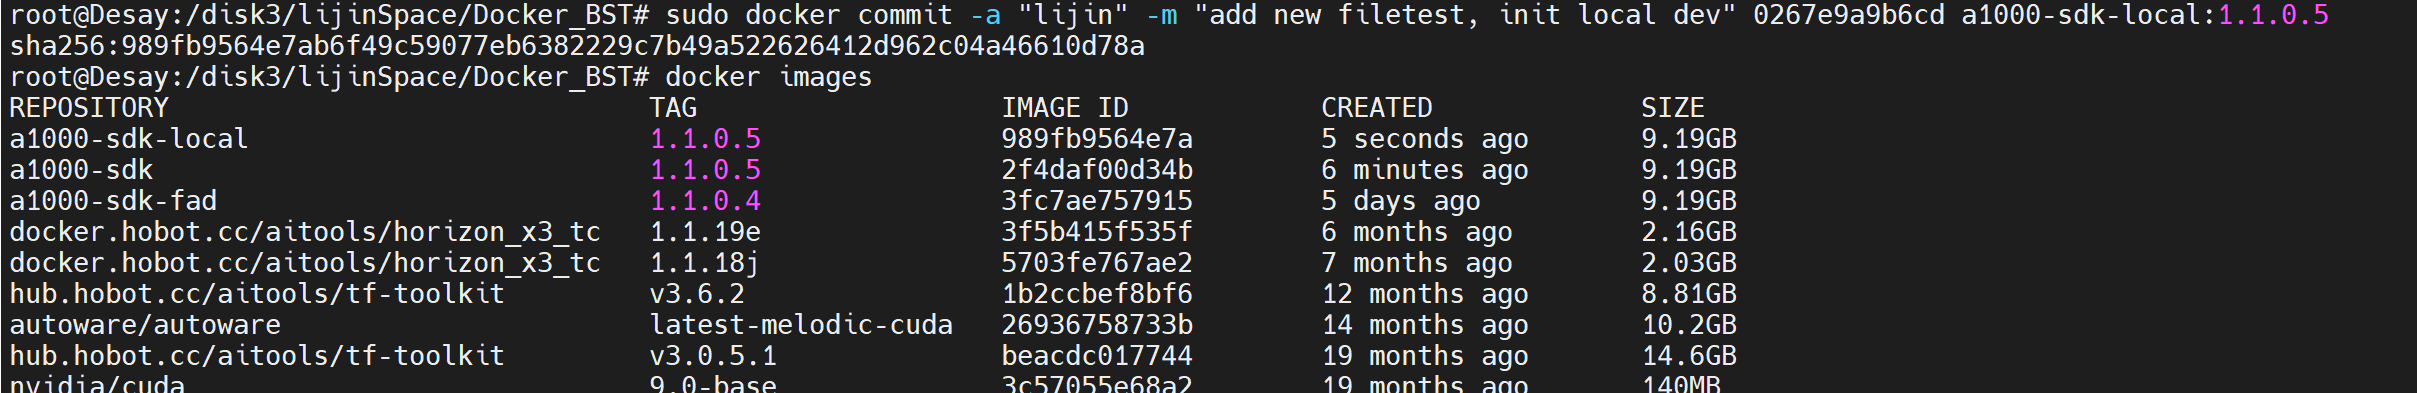 root@Desay:/disk3/lijinSpace/Docker_BST# sudo docker commit -a "lijin" -m "add new filetest, init local dev" 0267e9a9b6cd a1000-sdk-local:1.1.0.5
sha256:989fb9564e7ab6f49c59077eb6382229c7b49a522626412d962c04a46610d78a
root@Desay:/disk3/lijinSpace/Docker_BST# docker images
REPOSITORY TAG IMAGE ID CREATED SIZE
a1000-sdk-local 1.1.0.5 989fb9564e7a 5 seconds ago 9.19GB
a1000-sdk 1.1.0.5 2f4daf00d34b 6 minutes ago 9.19GB
a1000-sdk-fad 1.1.0.4 3fc7ae757915 5 days ago 9.19GB
docker.hobot.cc/aitools/horizon_x3_tc 1.1.19e 3f5b415f535f 6 months ago 2.16GB
docker.hobot.cc/aitools/horizon_x3_tc 1.1.18j 5703fe767ae2 7 months ago 2.03GB
hub.hobot.cc/aitools/tf-toolkit v3.6.2 1b2ccbef8bf6 12 months ago 8.81GB
autoware/autoware latest-melodic-cuda 26936758733b 14 months ago 10.2GB
hub.hobot.cc/aitools/tf-toolkit v3.0.5.1 beacdc017744 19 months ago 14.6GB
nvidia/cuda 9.0-base 3c57055e68a2 19 months ago 140MB